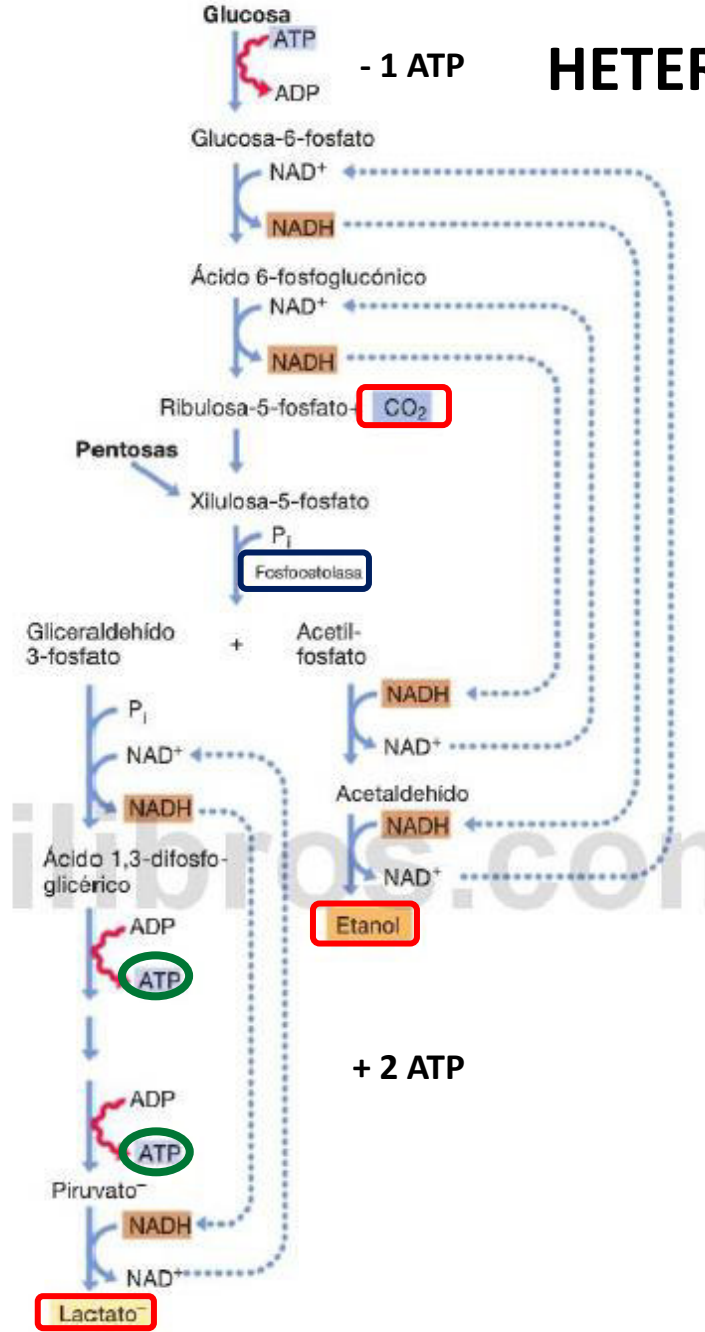 Glucosa
ATP
- 1 ATP
HETER
ADP
Glucosa-6-fosfato
NAD⁺
NADH
Ácido 6-fosfoglucónico
NAD⁺
NADH
Ribulosa-5-fosfato+ CO₂
Pentosas
Xilulosa-5-fosfato
Pᵢ
Fosfocetolasa
Gliceraldehído
3-fosfato
+
Acetil-
fosfato
NADH
NAD⁺
Pᵢ
NAD⁺
NADH
Acetaldehído
NADH
NAD⁺
Etanol
Ácido 1,3-difosfo-
glicérico
ilibros.com
ADP
ATP
+ 2 ATP
ADP
ATP
Piruvato⁻
NADH
NAD⁺
Lactato⁻